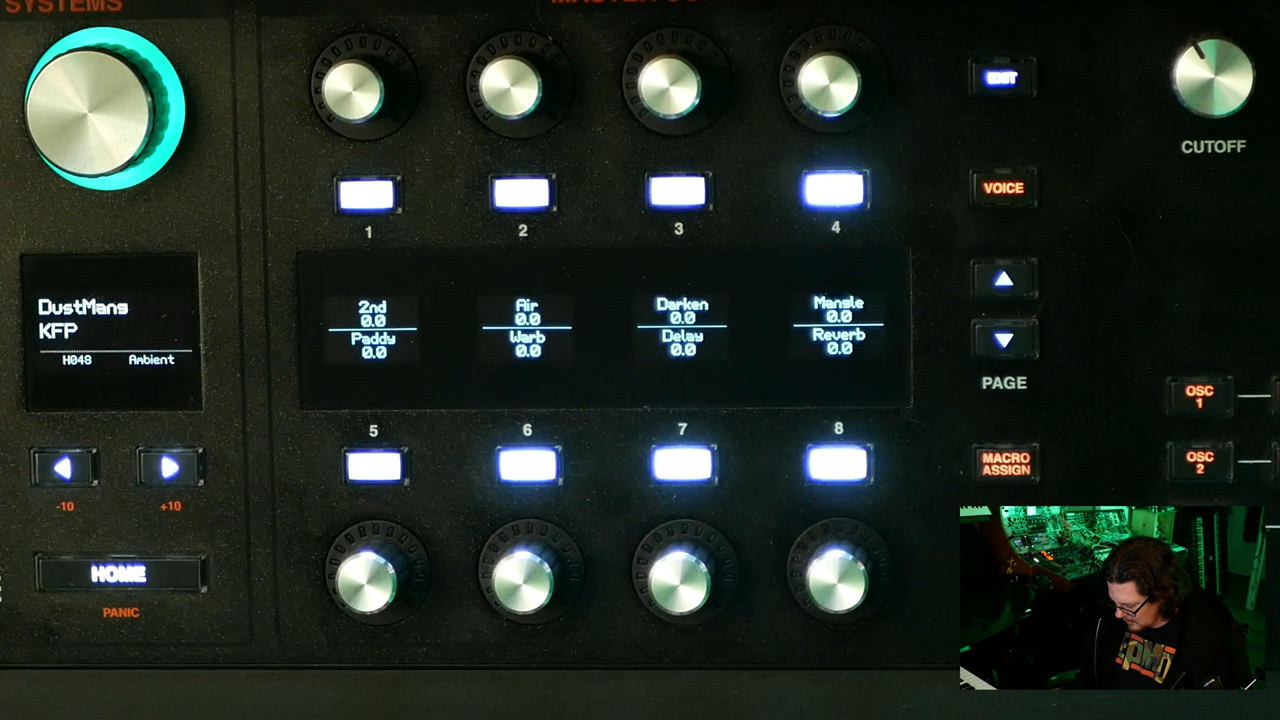 SYSTEMS
EXIT
CUTOFF
VOICE
1
2
3
4
DustMang
KFP
H048 Ambient
2nd
0.0
Paddy
0.0
Air
0.0
Warb
0.0
Darken
0.0
Delay
0.0
Mangle
0.0
Reverb
0.0
PAGE
OSC
1
5
6
7
8
MACRO
ASSIGN
OSC
2
-10
+10
HOME
PANIC